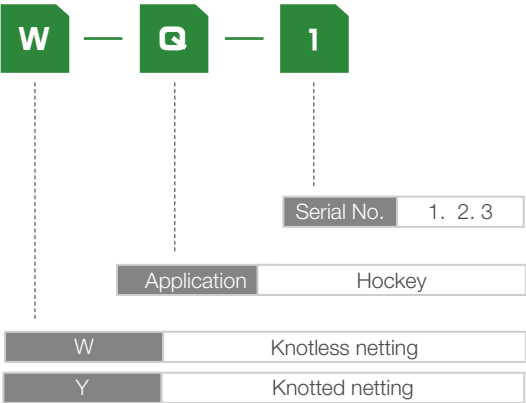 W — Q — 1
Serial No. 1. 2. 3
Application Hockey
W Knotless netting
Y Knotted netting